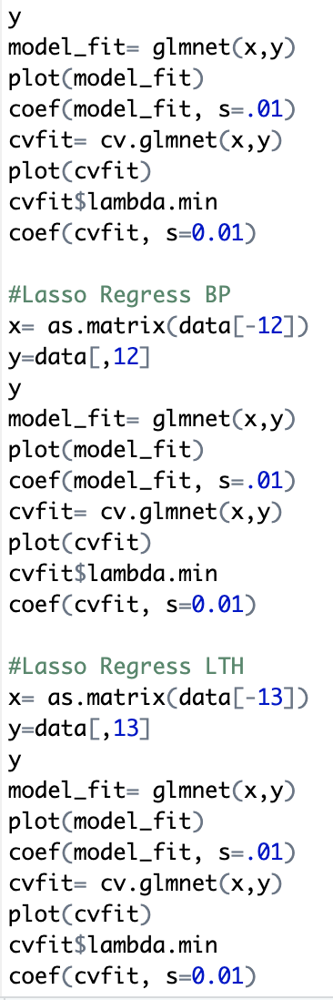 y
model_fit= glmnet(x,y)
plot(model_fit)
coef(model_fit, s=.01)
cvfit= cv.glmnet(x,y)
plot(cvfit)
cvfit$lambda.min
coef(cvfit, s=0.01)

#Lasso Regress BP
x= as.matrix(data[-12])
y=data[,12]
y
model_fit= glmnet(x,y)
plot(model_fit)
coef(model_fit, s=.01)
cvfit= cv.glmnet(x,y)
plot(cvfit)
cvfit$lambda.min
coef(cvfit, s=0.01)

#Lasso Regress LTH
x= as.matrix(data[-13])
y=data[,13]
y
model_fit= glmnet(x,y)
plot(model_fit)
coef(model_fit, s=.01)
cvfit= cv.glmnet(x,y)
plot(cvfit)
cvfit$lambda.min
coef(cvfit, s=0.01)